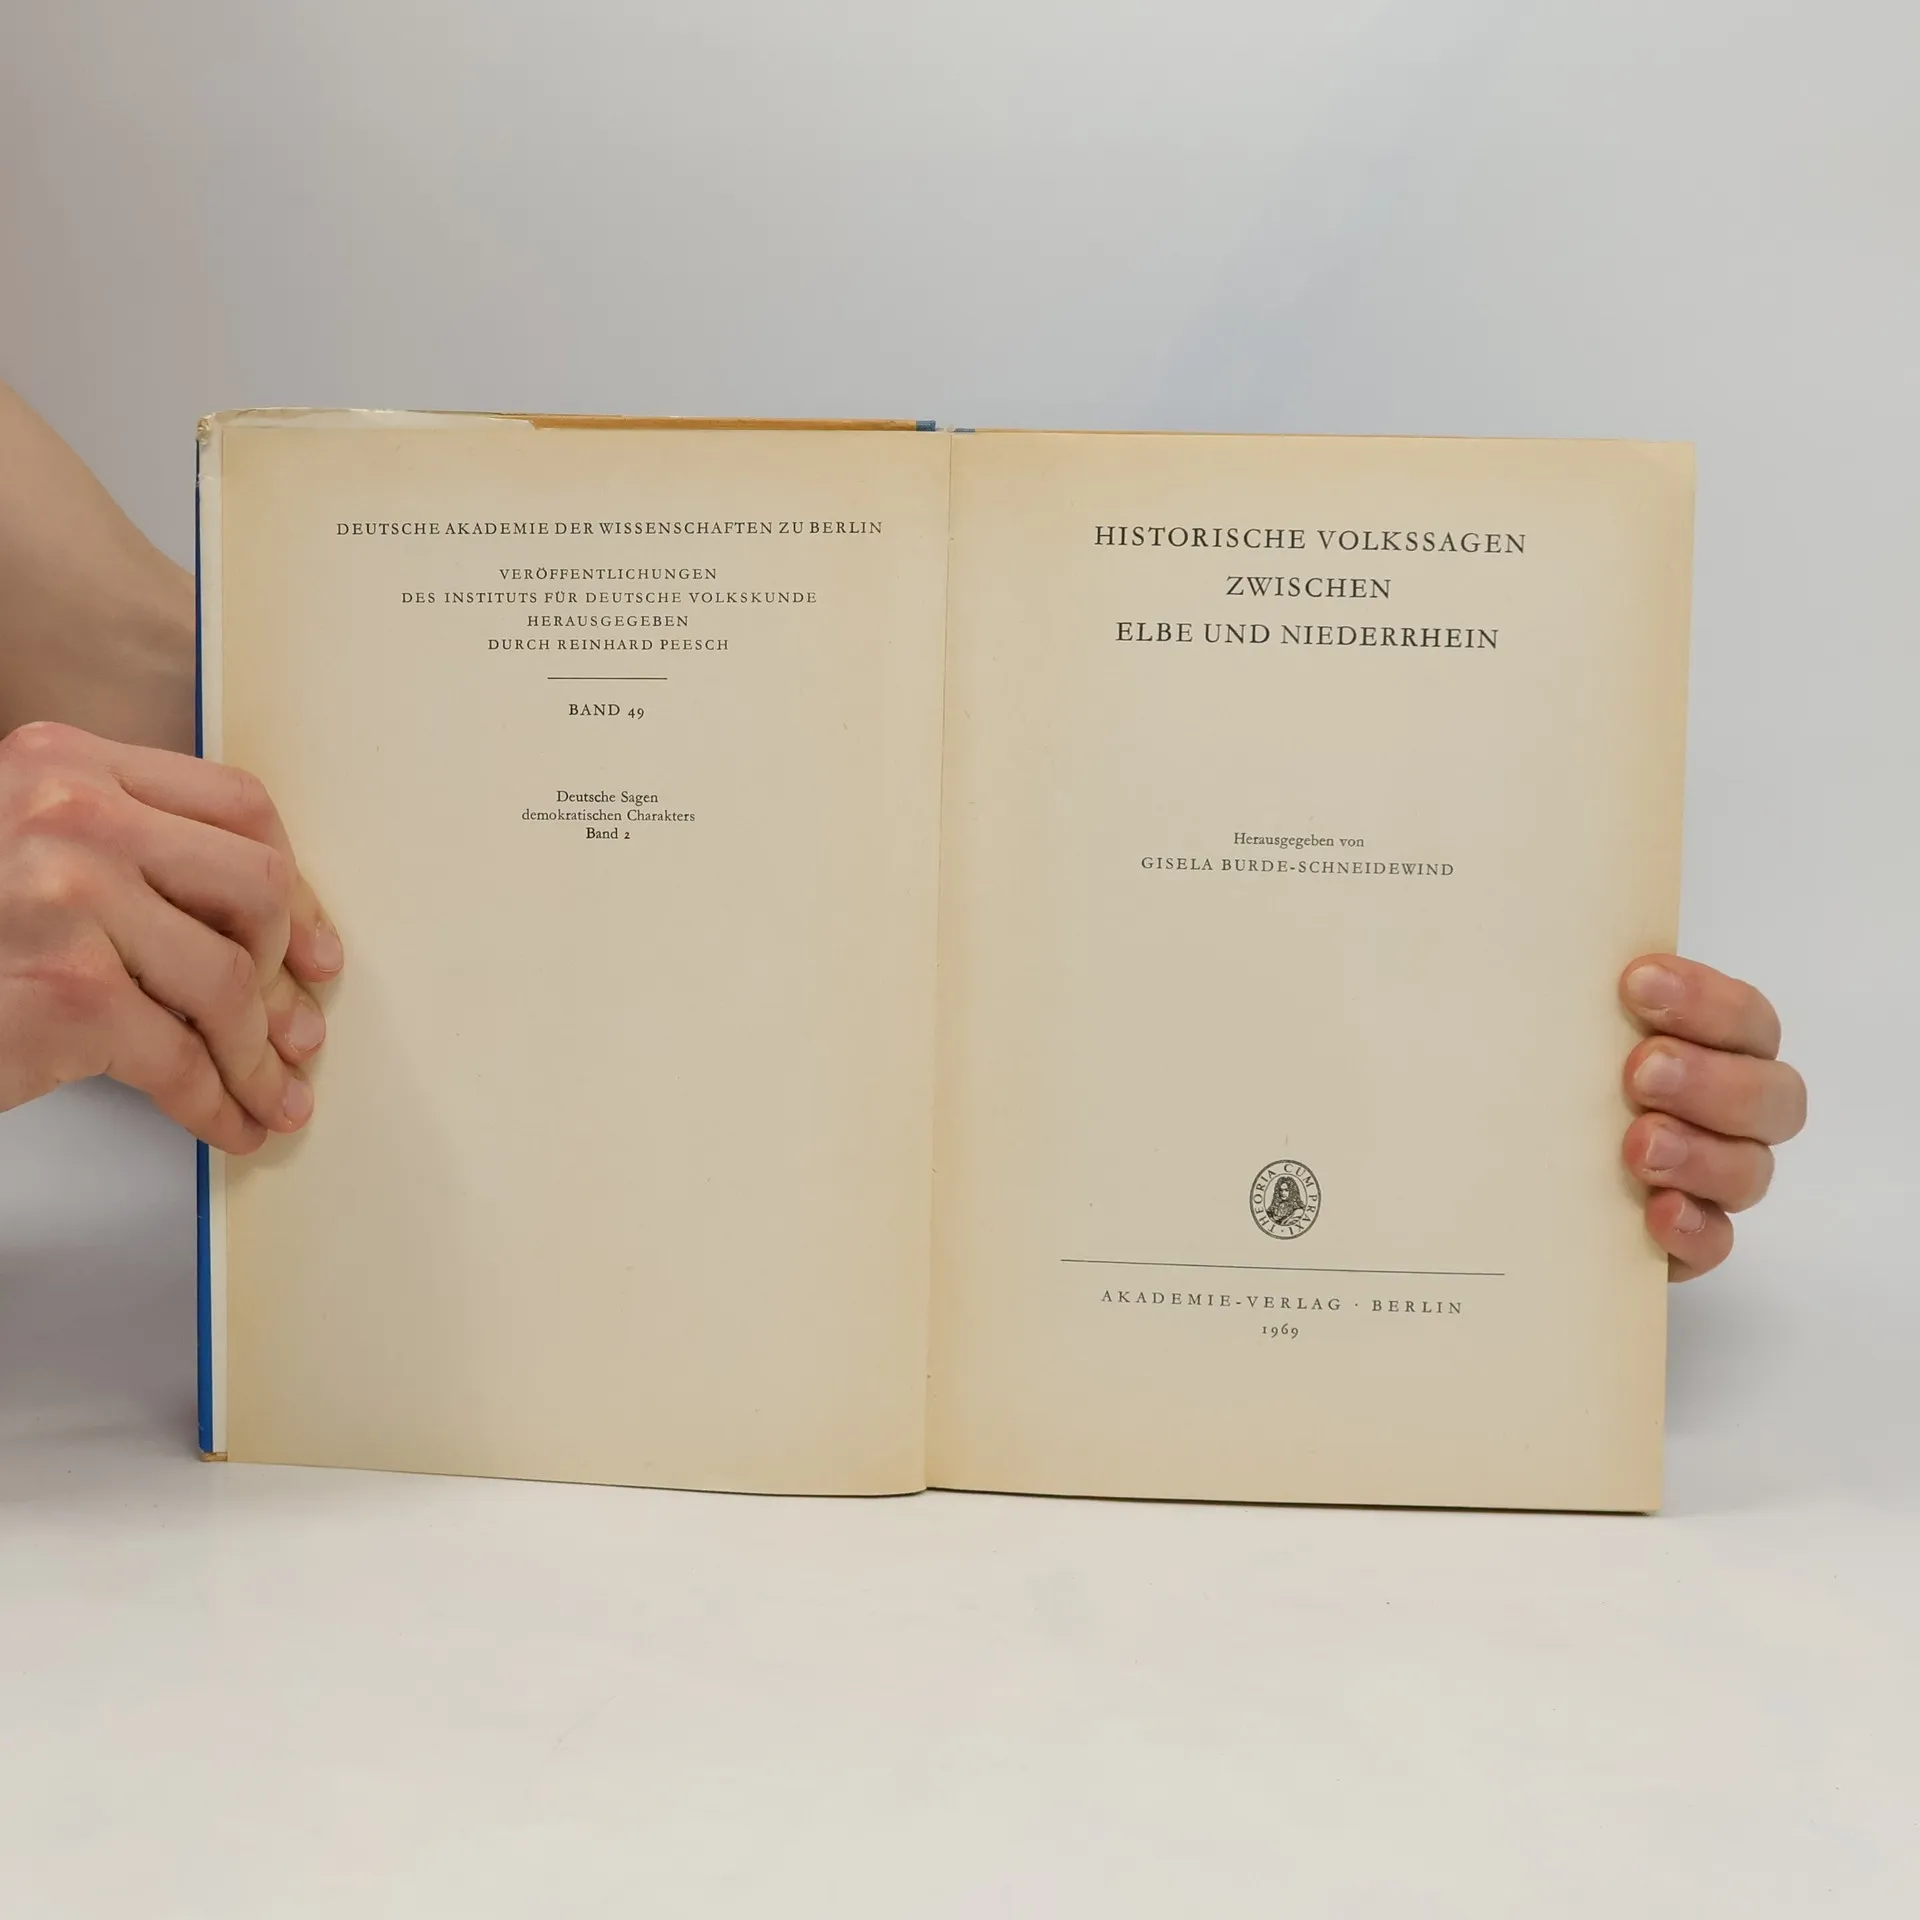 DEUTSCHE AKADEMIE DER WISSENSCHAFTEN ZU BERLIN
VERÖFFENTLICHUNGEN
DES INSTITUTS FÜR DEUTSCHE VOLKSKUNDE
HERAUSGEGEBEN
DURCH REINHARD PEESCH
BAND 49
Deutsche Sagen
demokratischen Charakters
Band 2
HISTORISCHE VOLKSSAGEN
ZWISCHEN
ELBE UND NIEDERRHEIN
Herausgegeben von
GISELA BURDE-SCHNEIDEWIND
THEORIA CUM PRAXI
AKADEMIE-VERLAG · BERLIN
1969